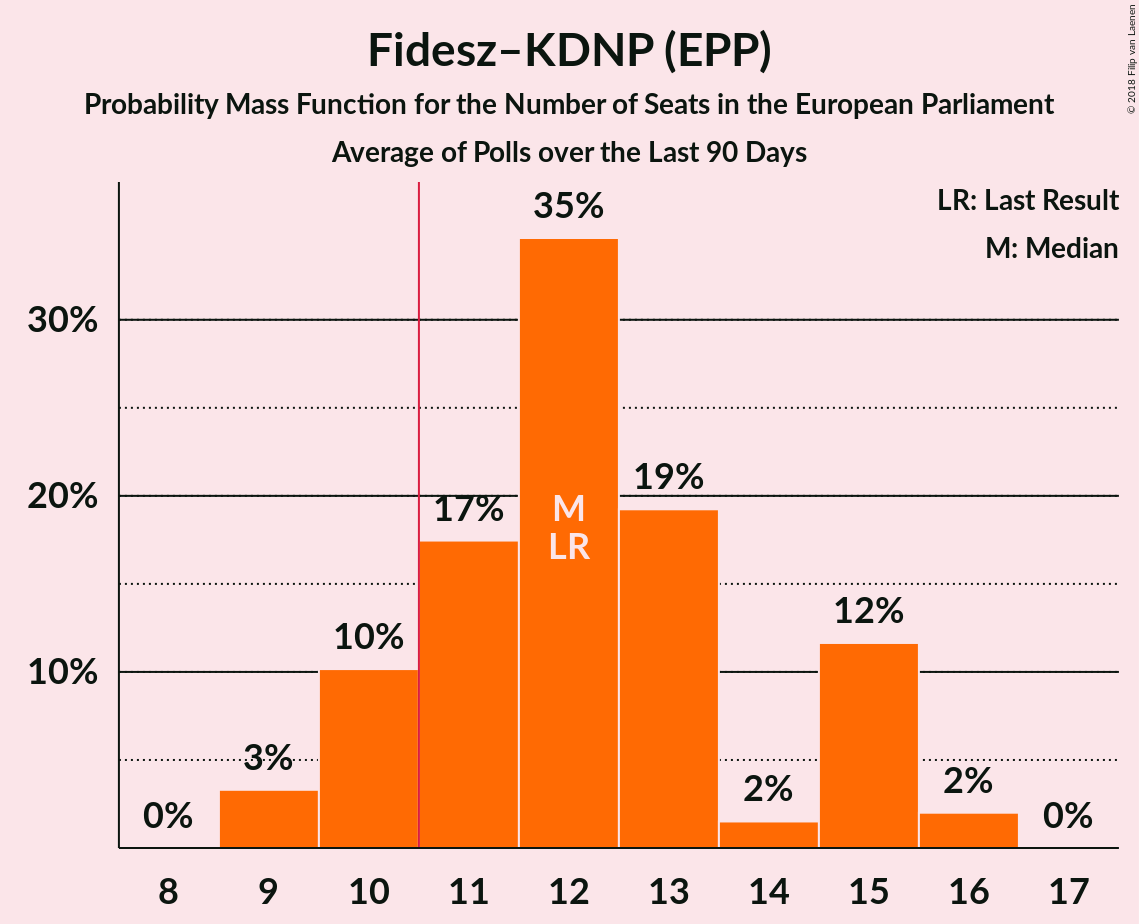 Fidesz–KDNP (EPP)
Probability Mass Function for the Number of Seats in the European Parliament
Average of Polls over the Last 90 Days
© 2018 Filip van Laenen
LR: Last Result
M: Median
35%
30%
20%
19%
17%
M
LR
12%
10%
10%
3%
2%
2%
0%
0%
8 9 10 11 12 13 14 15 16 17